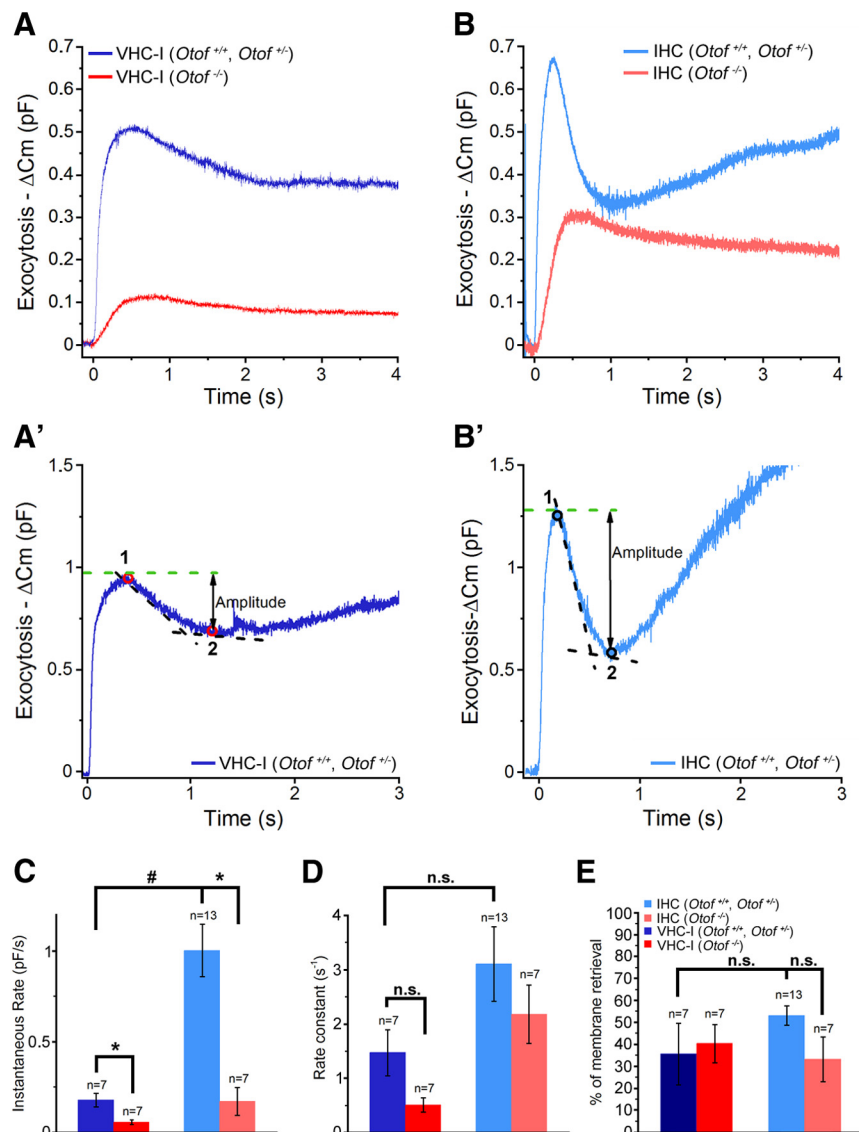 A
VHC-I (Otof +/+, Otof +/-)
VHC-I (Otof -/-)
Exocytosis - ΔCm (pF)
0.7
0.6
0.5
0.4
0.3
0.2
0.1
0
0 1 2 3 4
Time (s)
B
IHC (Otof +/+, Otof +/-)
IHC (Otof -/-)
Exocytosis - ΔCm (pF)
0.7
0.6
0.5
0.4
0.3
0.2
0.1
0
0 1 2 3 4
Time (s)
A'
Exocytosis - ΔCm (pF)
1.5
1
0.5
0
1
Amplitude
2
VHC-I (Otof +/+, Otof +/-)
0 1 2 3
Time (s)
B'
Exocytosis-ΔCm (pF)
1.5
1
0.5
0
1
Amplitude
2
IHC (Otof +/+, Otof +/-)
0 1 2 3
Time (s)
C
Instantaneous Rate (pF/s)
1
0.5
0
# *
n=13
*
n=7
n=7
n=7
D
Rate constant (s⁻¹)
4
3
2
1
0
n.s.
n=13
n.s.
n=7
n=7
n=7
E
IHC (Otof +/+, Otof +/-)
IHC (Otof -/-)
VHC-I (Otof +/+, Otof +/-)
VHC-I (Otof -/-)
% of membrane retrieval
100
90
80
70
60
50
40
30
20
10
0
n.s. n.s.
n=7 n=7 n=13 n=7